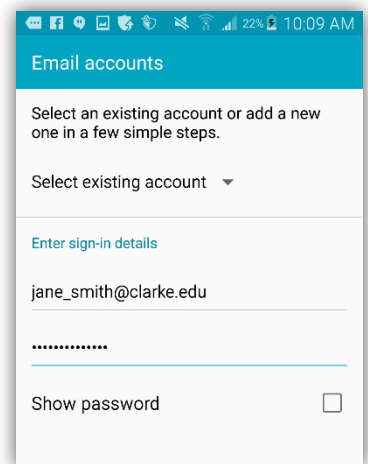 22% 10:09 AM
Email accounts
Select an existing account or add a new
one in a few simple steps.
Select existing account
Enter sign-in details
jane_smith@clarke.edu
••••••••••••••
Show password